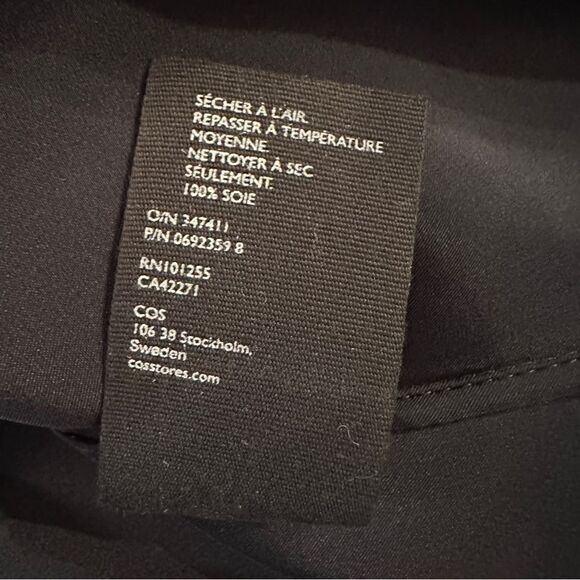 SÉCHER À L'AIR.
REPASSER À TEMPÉRATURE
MOYENNE.
NETTOYER À SEC
SEULEMENT.
100% SOIE
O/N 347411
P/N 0692359 8
RN101255
CA42271
COS
106 38 Stockholm,
Sweden
cosstores.com